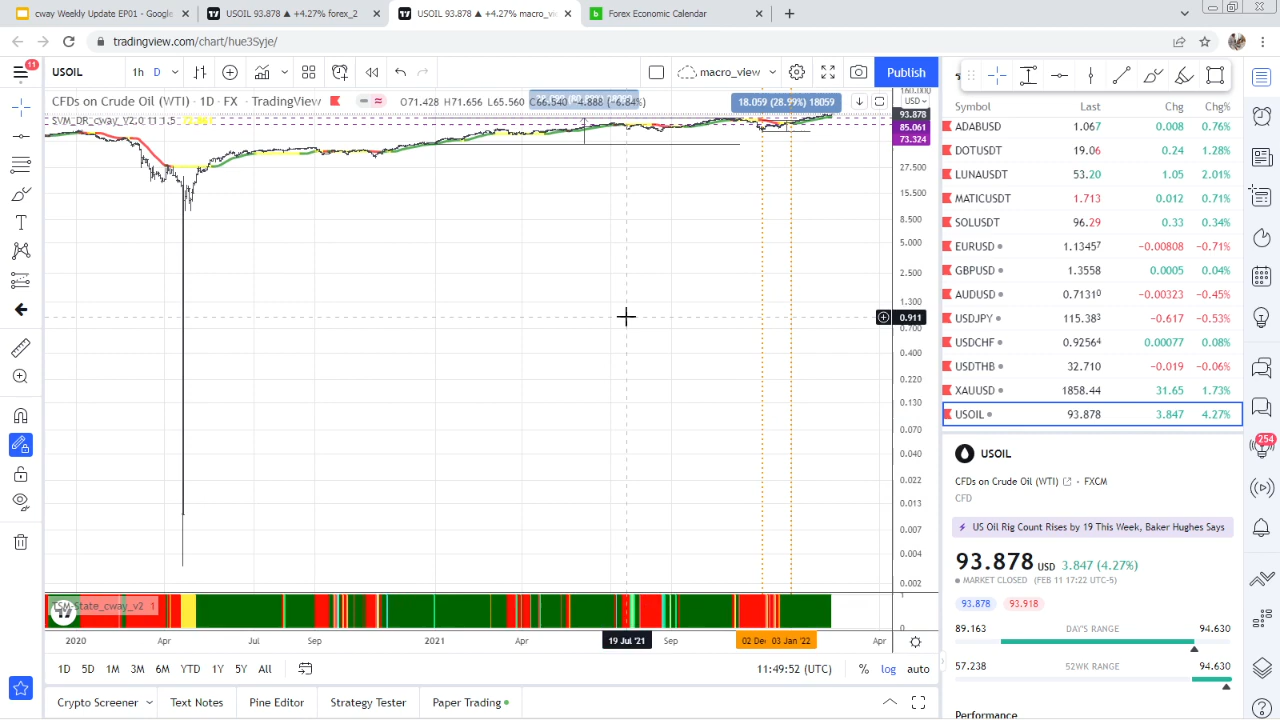 cway Weekly Update EP01 - Google
USOIL 93.878 ▲ +4.27% forex_2
USOIL 93.878 ▲ +4.27% macro_vi
Forex Economic Calendar
tradingview.com/chart/hue3Syje/
11
USOIL
1h D
macro_view
Publish
CFDs on Crude Oil (WTI) · 1D · FX · TradingView
O71.428 H71.656 L65.560 C66.540 −4.888 (−6.84%)
18.059 (28.99%) 18059
USD
SVM_DR_cway_v2.0 11 1.5
160.000
93.878
85.061
73.324
27.500
15.500
8.500
5.000
2.500
1.300
0.911
0.700
0.400
0.220
0.130
0.070
0.040
0.022
0.013
0.007
0.004
0.002
1
0
TSM-State_cway_v2 1
2020 Apr Jul Sep 2021 Apr 19 Jul '21 Sep 02 De 03 Jan '22 Apr
1D 5D 1M 3M 6M YTD 1Y 5Y All
11:49:52 (UTC)
% log auto
Crypto Screener Text Notes Pine Editor Strategy Tester Paper Trading
Symbol Last Chg Chg%
ADABUSD 1.067 0.008 0.76%
DOTUSDT 19.06 0.24 1.28%
LUNAUSDT 53.20 1.05 2.01%
MATICUSDT 1.713 0.012 0.71%
SOLUSDT 96.29 0.33 0.34%
EURUSD 1.13457 −0.00808 −0.71%
GBPUSD 1.3558 0.0005 0.04%
AUDUSD 0.71310 −0.00323 −0.45%
USDJPY 115.383 −0.617 −0.53%
USDCHF 0.92564 0.00077 0.08%
USDTHB 32.710 −0.019 −0.06%
XAUUSD 1858.44 31.65 1.73%
USOIL 93.878 3.847 4.27%
USOIL
CFDs on Crude Oil (WTI) · FXCM
CFD
US Oil Rig Count Rises by 19 This Week, Baker Hughes Says
93.878 USD 3.847 (4.27%)
MARKET CLOSED (FEB 11 17:22 UTC-5)
93.878 93.918
89.163 DAY'S RANGE 94.630
57.238 52WK RANGE 94.630
Performance
254